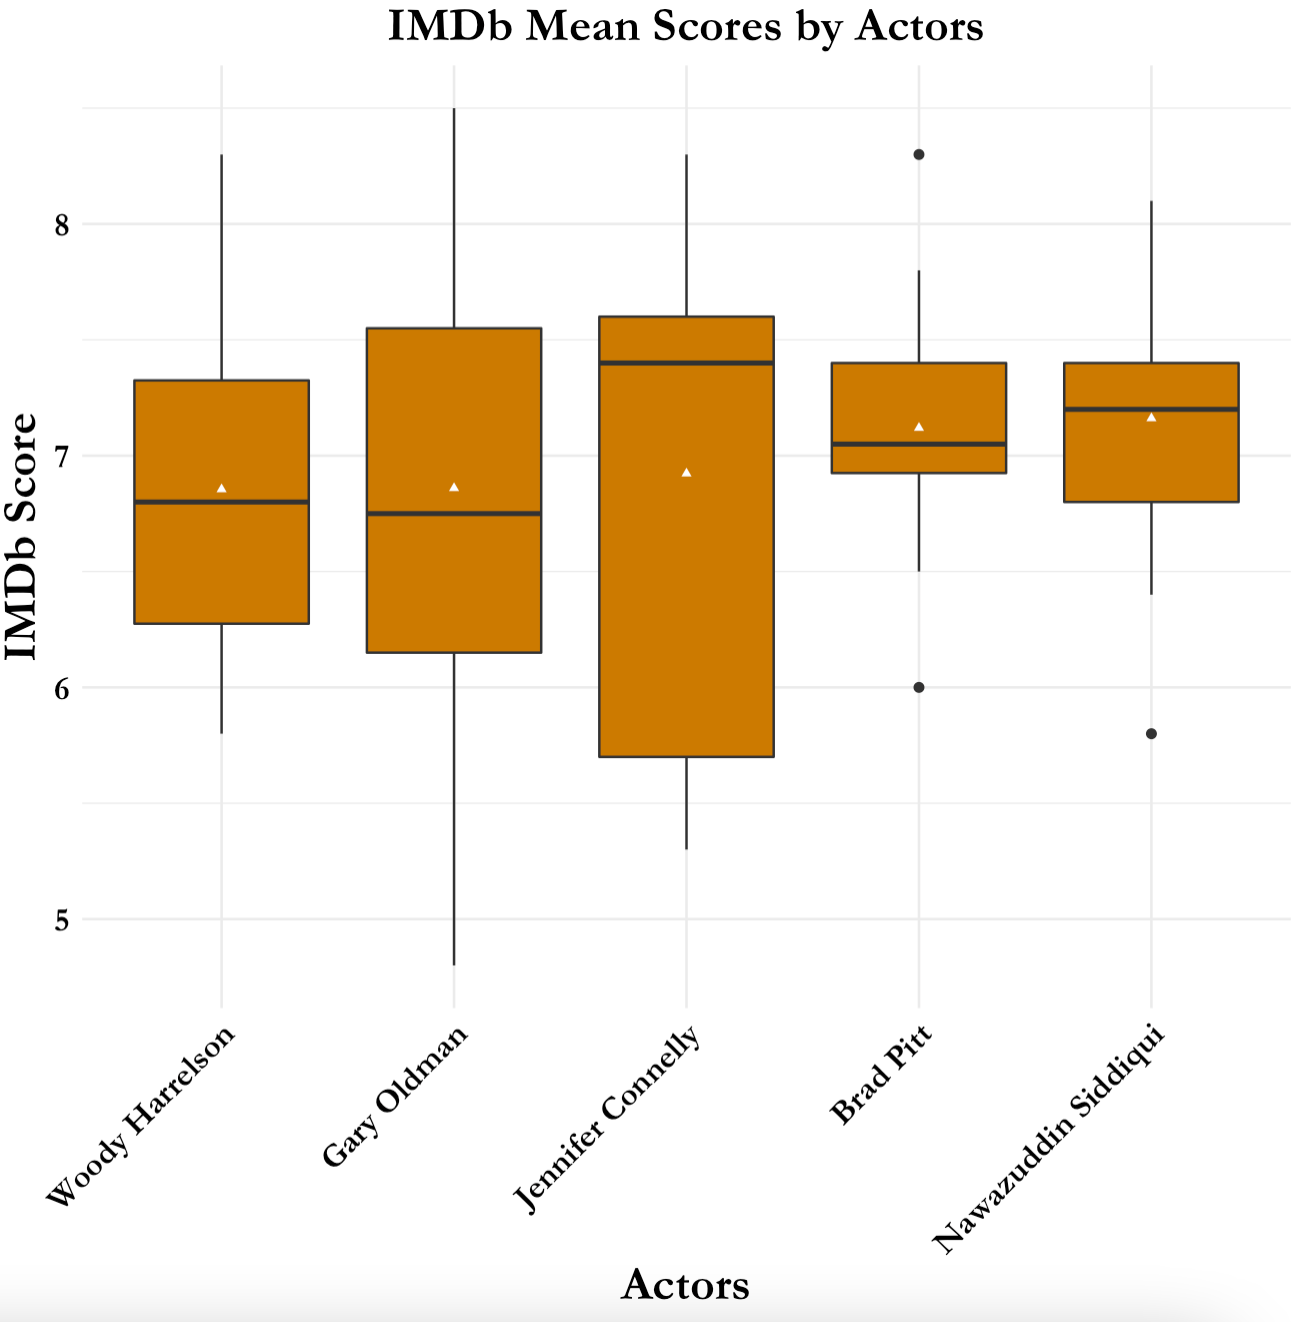 IMDb Mean Scores by Actors
IMDb Score
8
7
6
5
Woody Harrelson
Gary Oldman
Jennifer Connelly
Brad Pitt
Nawazuddin Siddiqui
Actors